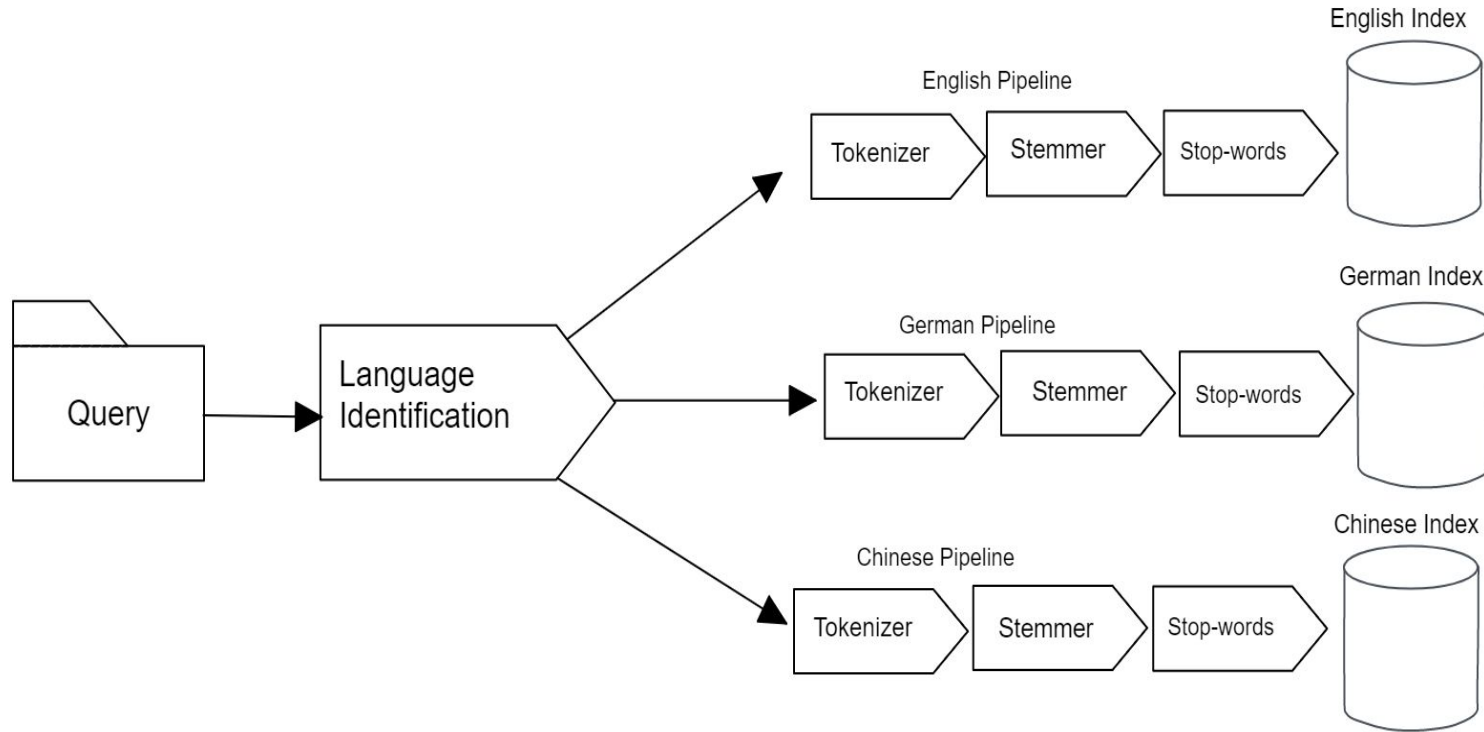 English Index
English Pipeline
Tokenizer
Stemmer
Stop-words
German Index
German Pipeline
Tokenizer
Stemmer
Stop-words
Query
Language
Identification
Chinese Index
Chinese Pipeline
Tokenizer
Stemmer
Stop-words